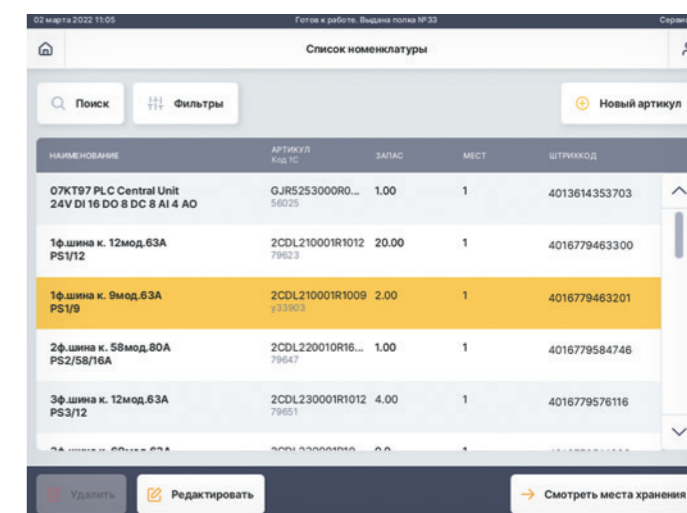 02 марта 2022 11:05 Готов к работе. Выдана полка №33
Список номенклатуры
Поиск Фильтры Новый артикул
НАИМЕНОВАНИЕ АРТИКУЛ ЗАПАС МЕСТ ШТРИХКОД
Код 1С
07KT97 PLC Central Unit GJR5253000R0... 1.00 1 4013614353703
24V DI 16 DO 8 DC 8 AI 4 AO 56025
1ф.шина к. 12мод.63А 2CDL210001R1012 20.00 1 4016779463300
PS1/12 79623
1ф.шина к. 9мод.63А 2CDL210001R1009 2.00 1 4016779463201
PS1/9 y33903
2ф.шина к. 58мод.80А 2CDL220010R16... 1.00 1 4016779584746
PS2/58/16A 79647
3ф.шина к. 12мод.63А 2CDL230001R1012 4.00 1 4016779576116
PS3/12 79651
Удалить Редактировать Смотреть места хранения